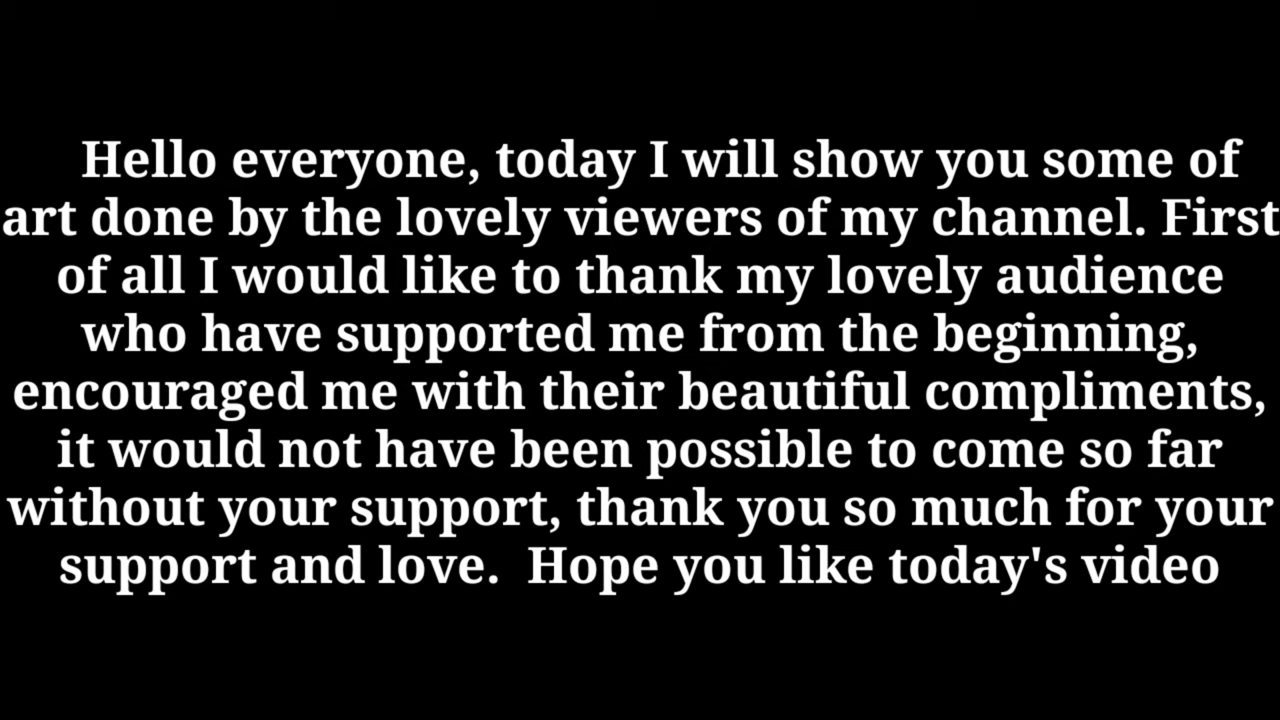 Hello everyone, today I will show you some of
art done by the lovely viewers of my channel. First
of all I would like to thank my lovely audience
who have supported me from the beginning,
encouraged me with their beautiful compliments,
it would not have been possible to come so far
without your support, thank you so much for your
support and love.  Hope you like today's video